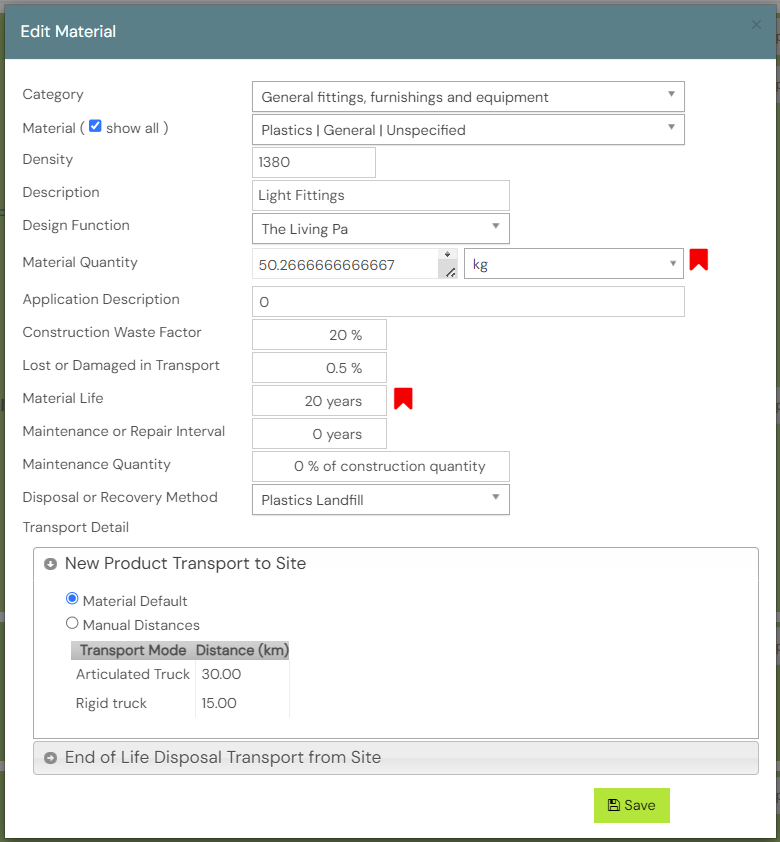 Edit Material
×
Category General fittings, furnishings and equipment
Material ( show all ) Plastics | General | Unspecified
Density 1380
Description Light Fittings
Design Function The Living Pa
Material Quantity 50.2666666666667 kg
Application Description 0
Construction Waste Factor 20 %
Lost or Damaged in Transport 0.5 %
Material Life 20 years
Maintenance or Repair Interval 0 years
Maintenance Quantity 0 % of construction quantity
Disposal or Recovery Method Plastics Landfill
Transport Detail
New Product Transport to Site
Material Default
Manual Distances
Transport Mode Distance (km)
Articulated Truck 30.00
Rigid truck 15.00
End of Life Disposal Transport from Site
Save